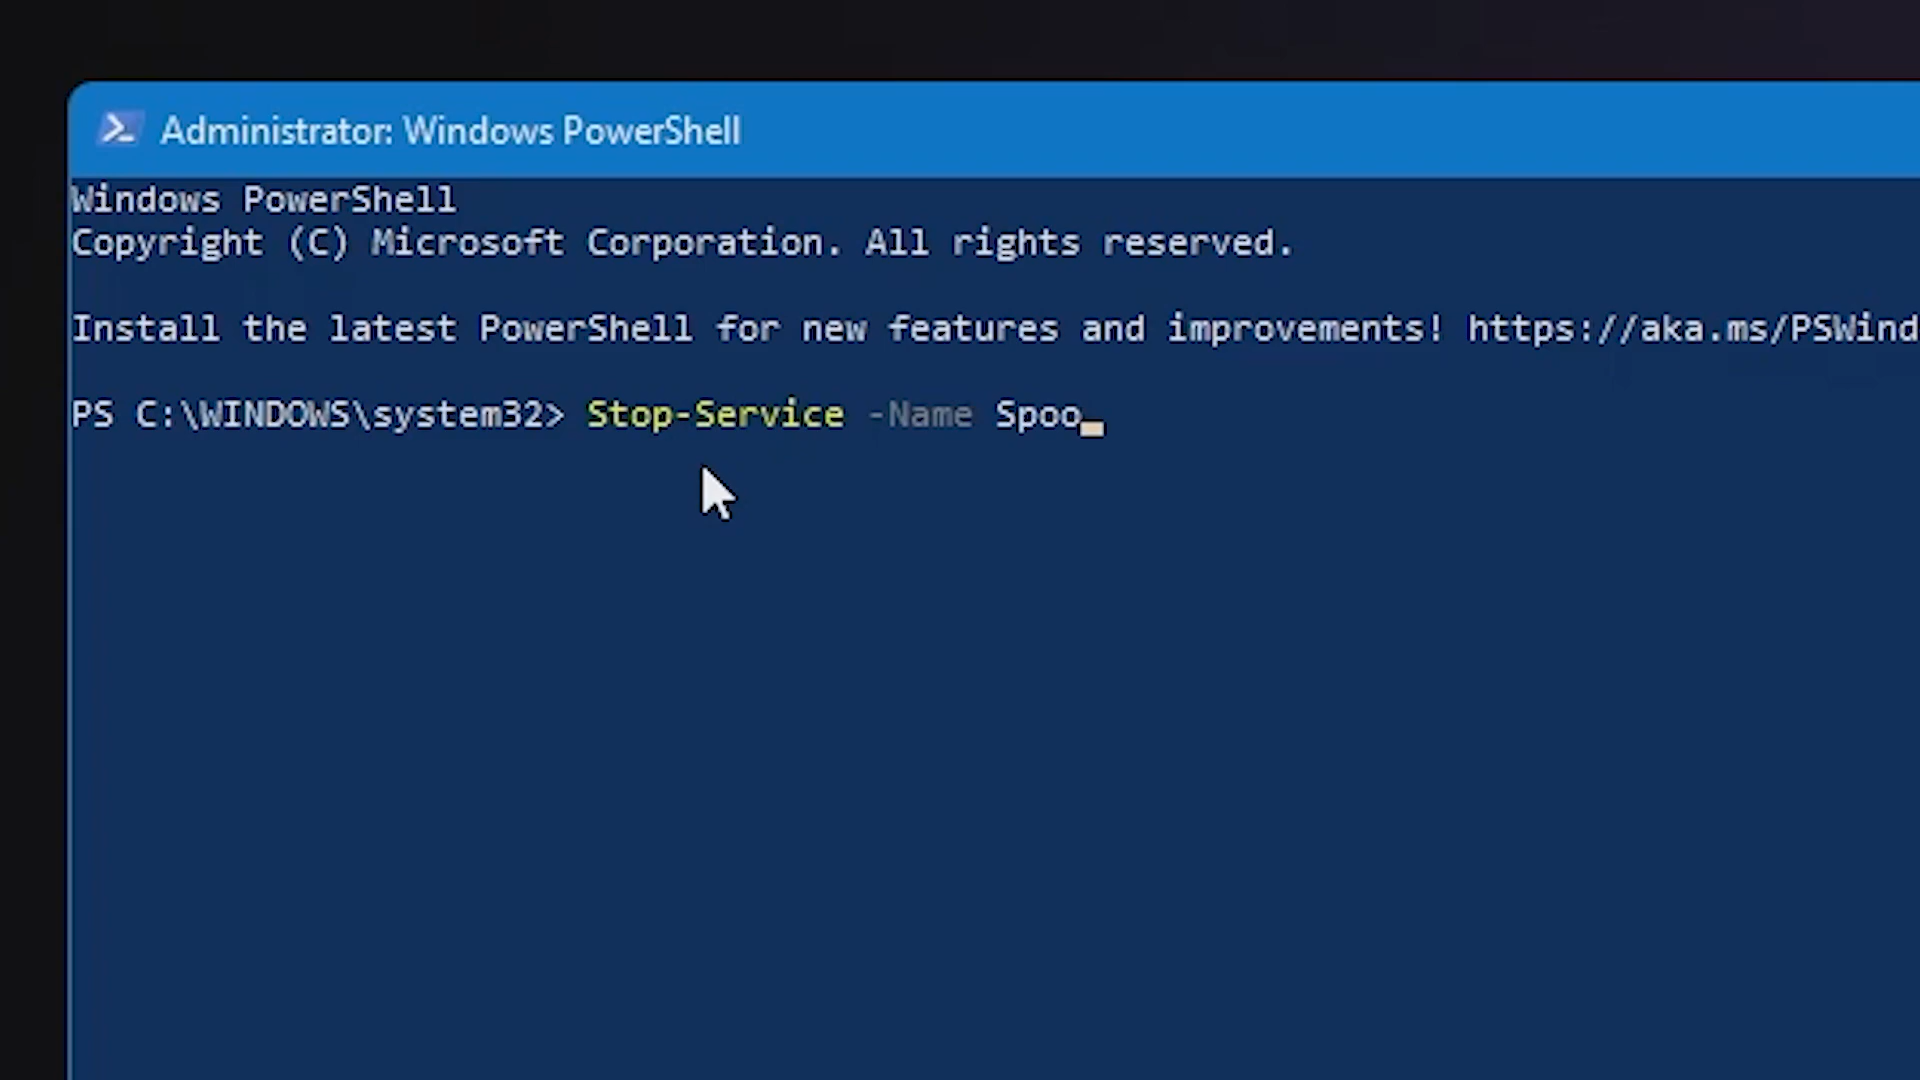 Administrator: Windows PowerShell
Windows PowerShell
Copyright (C) Microsoft Corporation. All rights reserved.
Install the latest PowerShell for new features and improvements! https://aka.ms/PSWind
PS C:\WINDOWS\system32> Stop-Service -Name Spoo